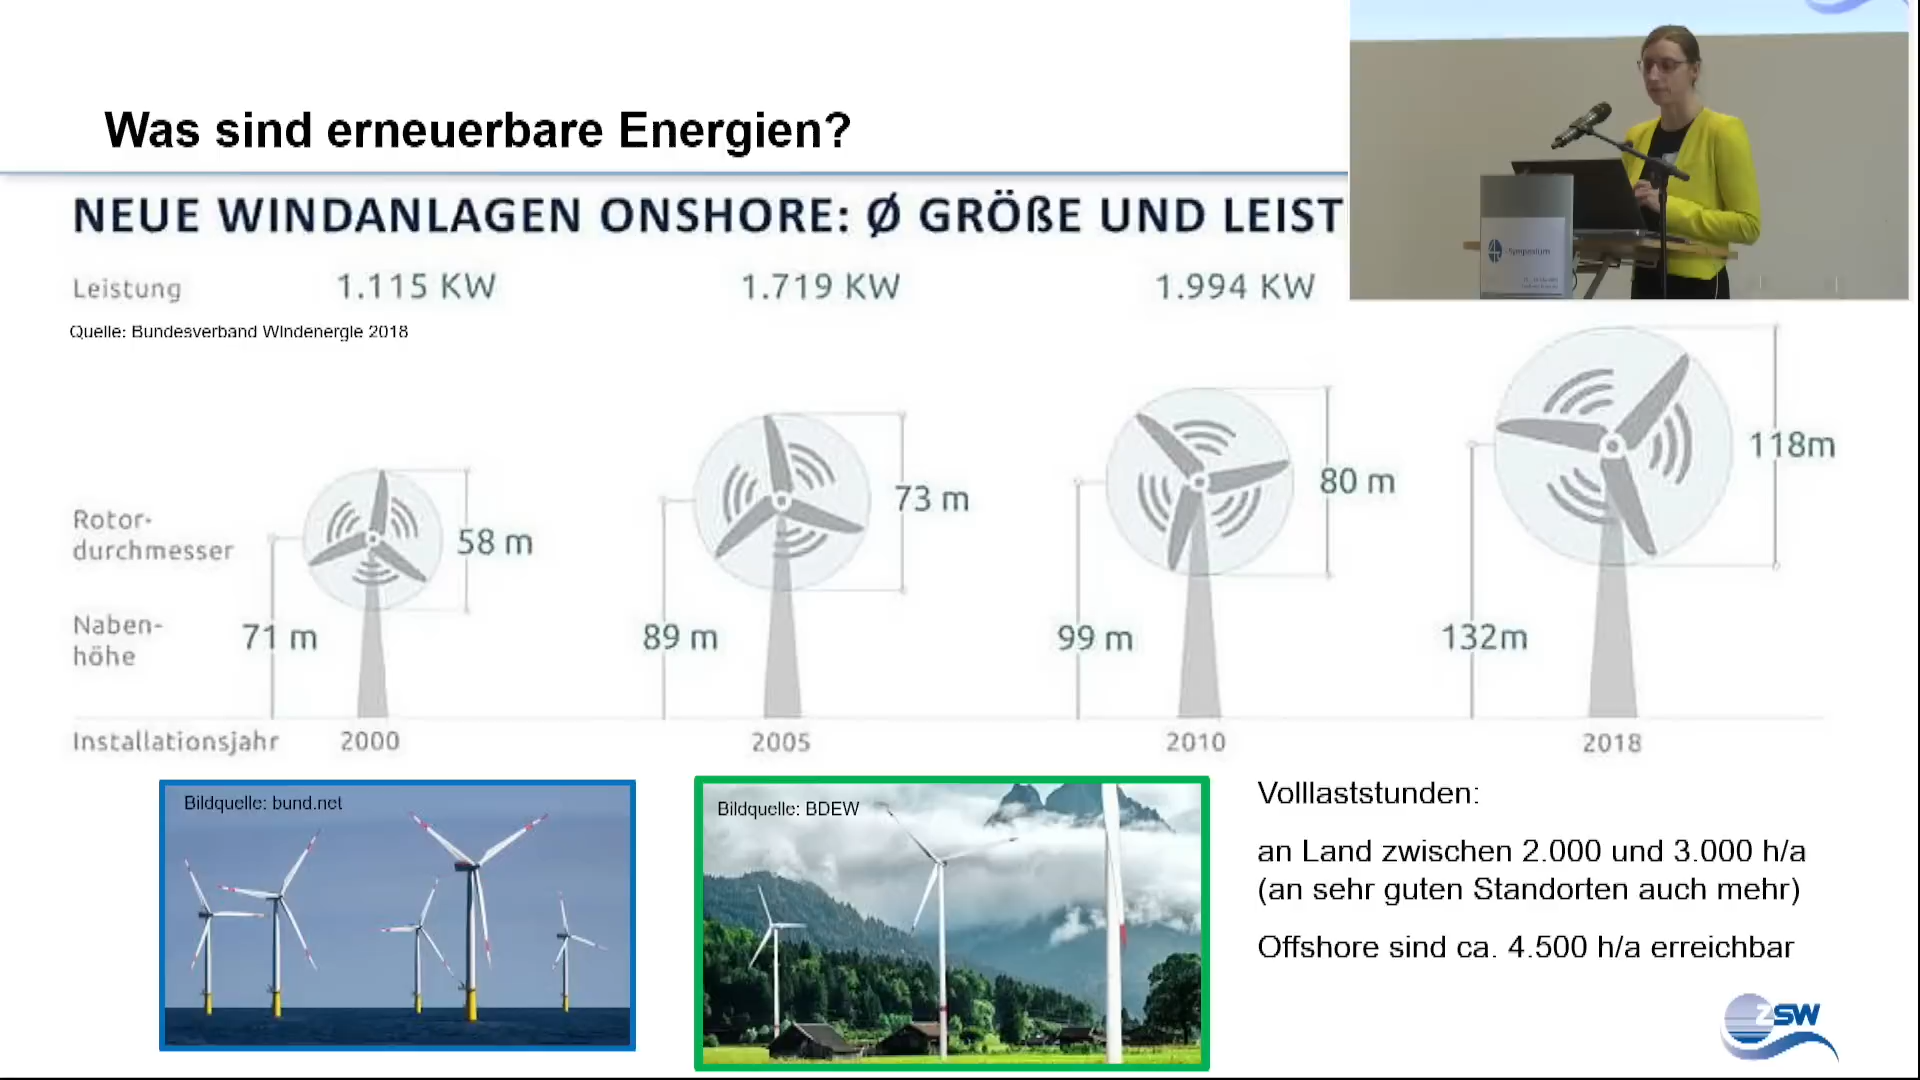 Was sind erneuerbare Energien?
NEUE WINDANLAGEN ONSHORE: Ø GRÖßE UND LEIST
Leistung 1.115 KW 1.719 KW 1.994 KW
Quelle: Bundesverband Windenergie 2018
Rotor-
durchmesser
58 m 73 m 80 m 118m
Naben-
höhe
71 m 89 m 99 m 132m
Installationsjahr 2000 2005 2010 2018
Bildquelle: bund.net
Bildquelle: BDEW
Volllaststunden:
an Land zwischen 2.000 und 3.000 h/a
(an sehr guten Standorten auch mehr)
Offshore sind ca. 4.500 h/a erreichbar
ZSW
Symposium